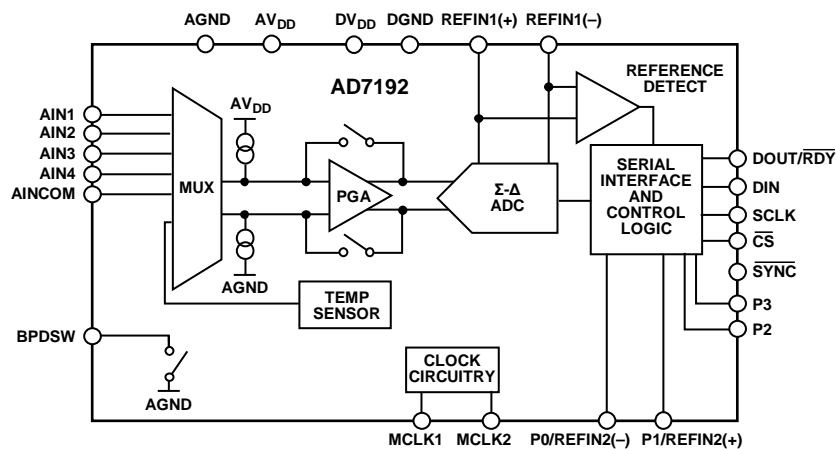 AGND AVDD DVDD DGND REFIN1(+) REFIN1(–)
AD7192
REFERENCE
DETECT
AIN1
AIN2
AIN3
AIN4
AINCOM
AVDD
MUX
PGA
Σ-Δ
ADC
SERIAL
INTERFACE
AND
CONTROL
LOGIC
DOUT/RDY
DIN
SCLK
CS
SYNC
P3
P2
AGND
TEMP
SENSOR
BPDSW
AGND
CLOCK
CIRCUITRY
MCLK1 MCLK2 P0/REFIN2(–) P1/REFIN2(+)